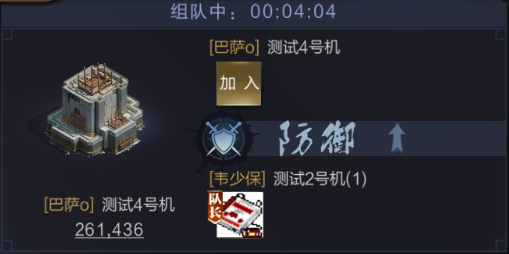 组队中：00:04:04
[巴萨o] 测试4号机
加入
防御
[韦少保] 测试2号机(1)
队长
[巴萨o] 测试4号机
261,436